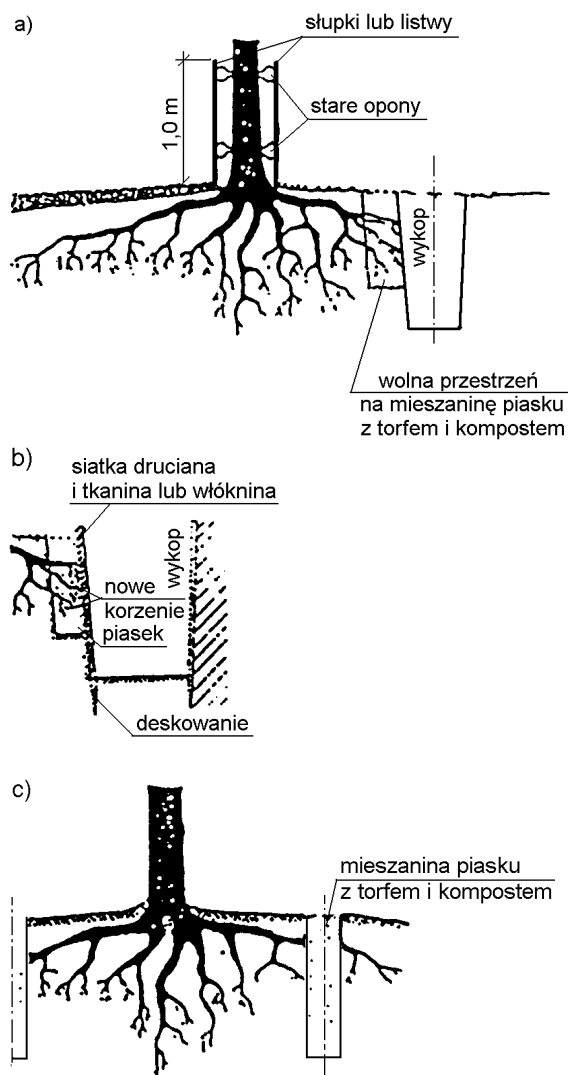 a)
słupki lub listwy
stare opony
1,0 m
wykop
wolna przestrzeń
na mieszaninę piasku
z torfem i kompostem
b)
siatka druciana
i tkanina lub włóknina
wykop
nowe
korzenie
piasek
deskowanie
c)
mieszanina piasku
z torfem i kompostem